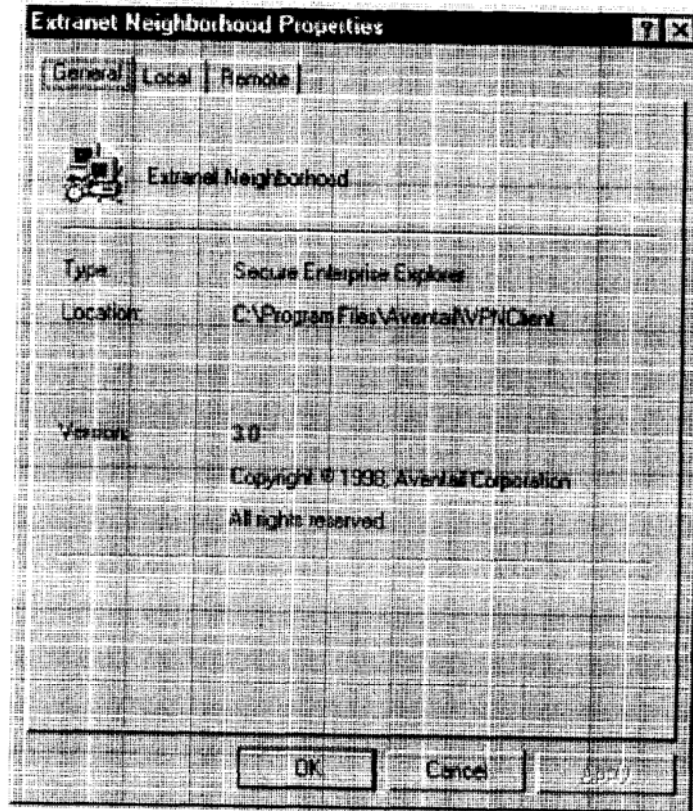 Extranet Neighborhood Properties
General Local Remote
Extranet Neighborhood
Type: Secure Enterprise Explorer
Location: C:\Program Files\Aventail\VPNClient
Version: 3.0
Copyright © 1998, Aventail Corporation
All rights reserved.
OK Cancel Apply